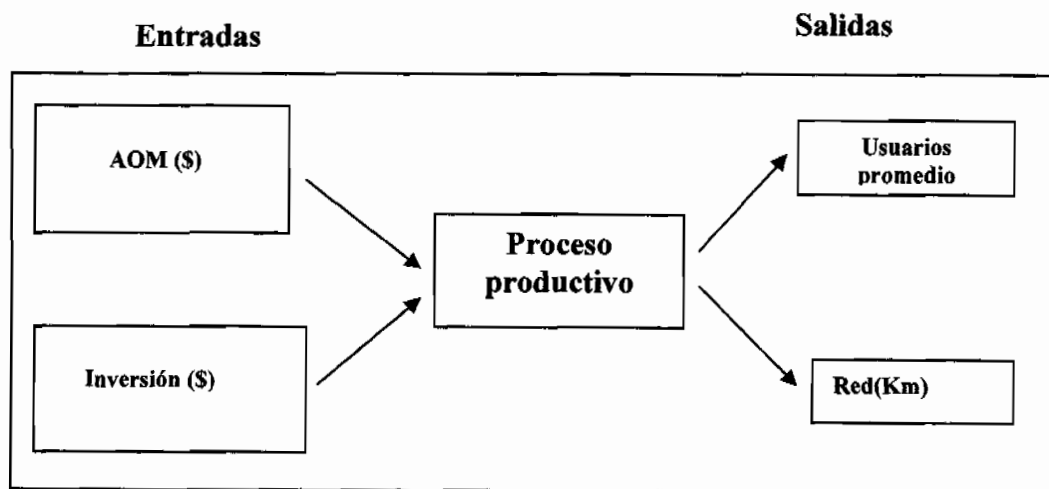 Entradas
Salidas
AOM ($)
Usuarios
promedio
Proceso
productivo
Inversión ($)
Red(Km)